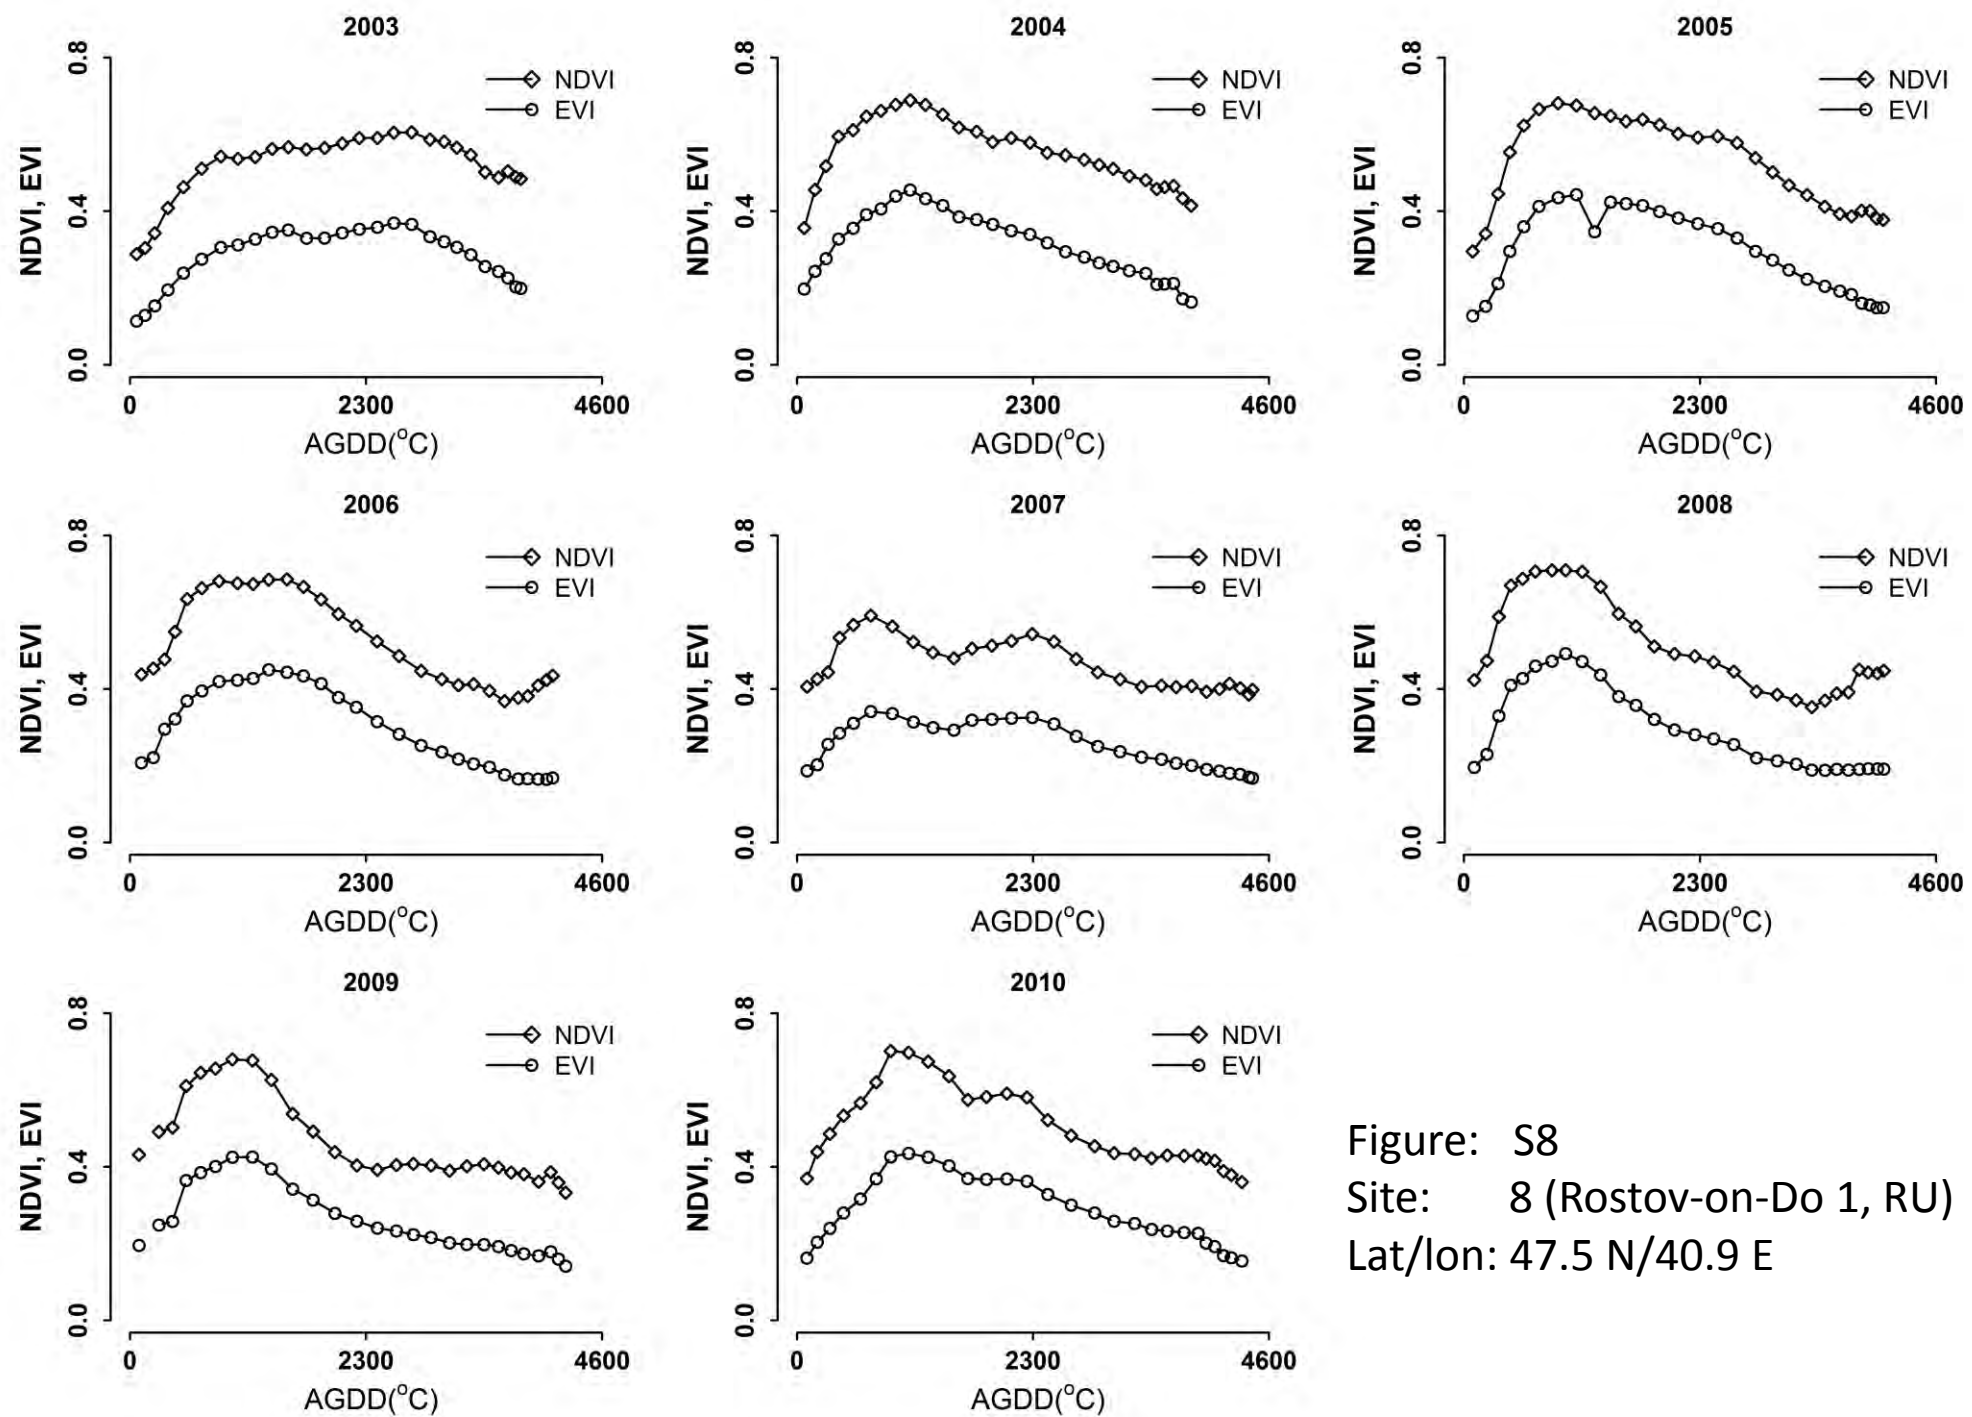 2003
NDVI
EVI
NDVI, EVI
0.8
0.4
0.0
0 2300 4600
AGDD(°C)
2004
NDVI
EVI
NDVI, EVI
0.8
0.4
0.0
0 2300 4600
AGDD(°C)
2005
NDVI
EVI
NDVI, EVI
0.8
0.4
0.0
0 2300 4600
AGDD(°C)
2006
NDVI
EVI
NDVI, EVI
0.8
0.4
0.0
0 2300 4600
AGDD(°C)
2007
NDVI
EVI
NDVI, EVI
0.8
0.4
0.0
0 2300 4600
AGDD(°C)
2008
NDVI
EVI
NDVI, EVI
0.8
0.4
0.0
0 2300 4600
AGDD(°C)
2009
NDVI
EVI
NDVI, EVI
0.8
0.4
0.0
0 2300 4600
AGDD(°C)
2010
NDVI
EVI
NDVI, EVI
0.8
0.4
0.0
0 2300 4600
AGDD(°C)
Figure: S8
Site: 8 (Rostov-on-Do 1, RU)
Lat/lon: 47.5 N/40.9 E